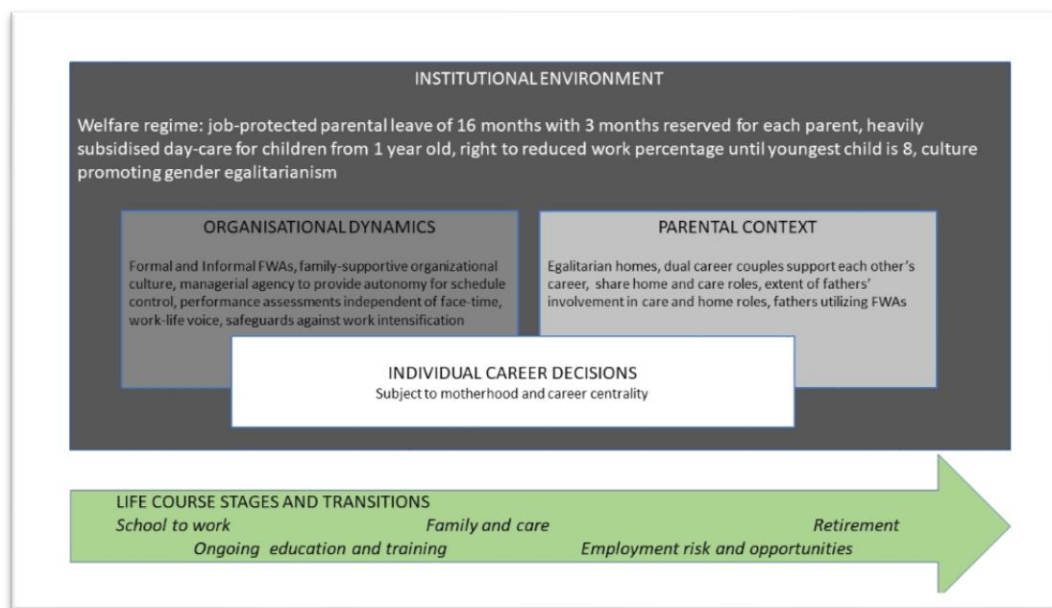 INSTITUTIONAL ENVIRONMENT
Welfare regime: job-protected parental leave of 16 months with 3 months reserved for each parent, heavily
subsidised day-care for children from 1 year old, right to reduced work percentage until youngest child is 8, culture
promoting gender egalitarianism
ORGANISATIONAL DYNAMICS
Formal and Informal FWAs, family-supportive organizational
culture, managerial agency to provide autonomy for schedule
control, performance assessments independent of face-time,
work-life voice, safeguards against work intensification
PARENTAL CONTEXT
Egalitarian homes, dual career couples support each other's
career, share home and care roles, extent of fathers'
involvement in care and home roles, fathers utilizing FWAs
INDIVIDUAL CAREER DECISIONS
Subject to motherhood and career centrality
LIFE COURSE STAGES AND TRANSITIONS
School to work Family and care Retirement
Ongoing education and training Employment risk and opportunities